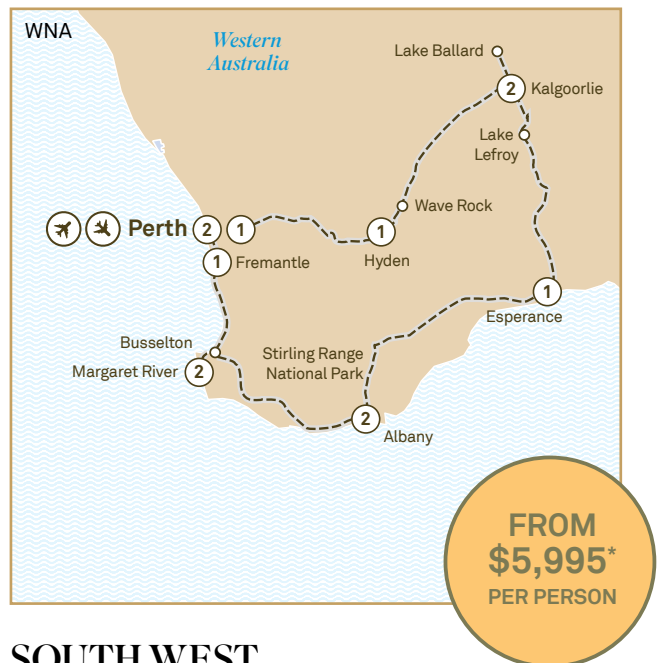 WNA
Western
Australia
Lake Ballard
2 Kalgoorlie
Lake
Lefroy
Wave Rock
Perth 2 1
1 Fremantle
1
Hyden
1
Esperance
Busselton
Margaret River 2
Stirling Range
National Park
2
Albany
FROM
$5,995*
PER PERSON
SOUTH WEST